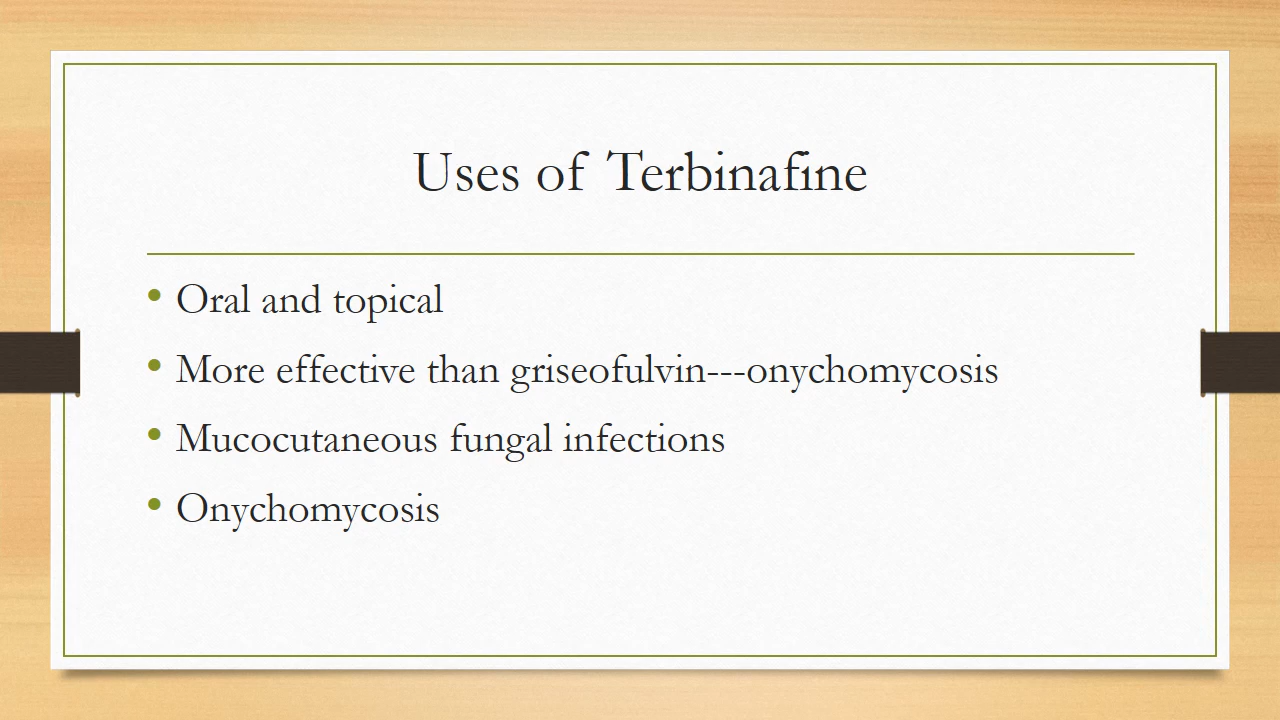 Uses of Terbinafine
• Oral and topical
• More effective than griseofulvin---onychomycosis
• Mucocutaneous fungal infections
• Onychomycosis